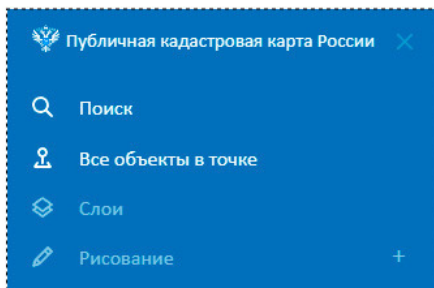 Публичная кадастровая карта России
Поиск
Все объекты в точке
Слои
Рисование